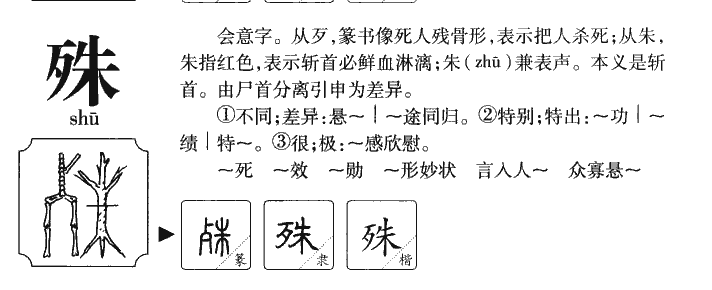 殊
shū
会意字。从歹,篆书像死人残骨形,表示把人杀死;从朱,
朱指红色,表示斩首必鲜血淋漓;朱(zhū)兼表声。本义是斩
首。由尸首分离引申为差异。
①不同;差异:悬～｜～途同归。②特别;特出:～功｜～
绩｜特～。③很;极:～感欣慰。
～死　～效　～勋　～形妙状　言入人～　众寡悬～
殊 篆
殊 隶
殊 楷